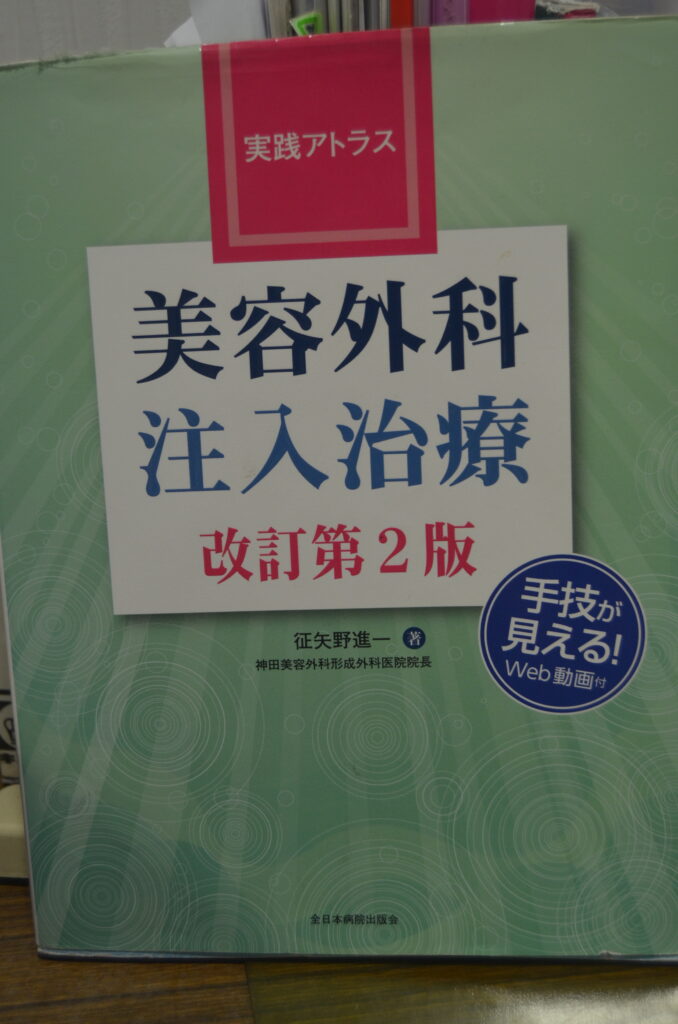 実践アトラス
美容外科
注入治療
改訂第2版
征矢野進一 著
神田美容外科形成外科医院院長
手技が
見える!
Web動画付
全日本病院出版会